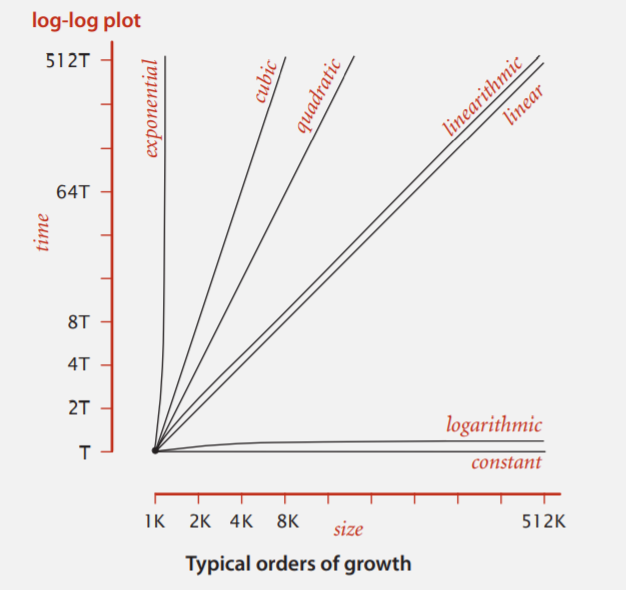 log-log plot
512T
64T
8T
4T
2T
T
time
exponential
cubic
quadratic
linearithmic
linear
logarithmic
constant
1K 2K 4K 8K 512K
size
Typical orders of growth